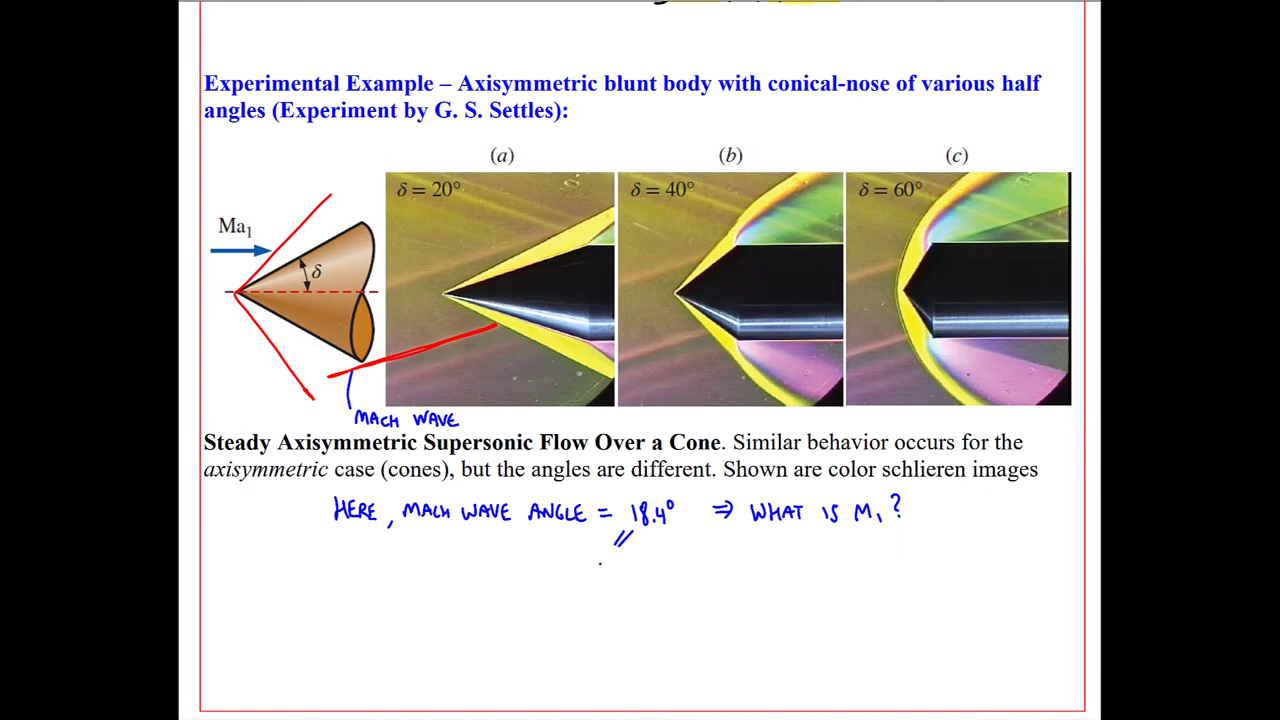 Experimental Example – Axisymmetric blunt body with conical-nose of various half
angles (Experiment by G. S. Settles):
(a) (b) (c)
δ = 20° δ = 40° δ = 60°
Ma1
δ
MACH WAVE
Steady Axisymmetric Supersonic Flow Over a Cone. Similar behavior occurs for the
axisymmetric case (cones), but the angles are different. Shown are color schlieren images
HERE, MACH WAVE ANGLE = 18.4° ⇒ WHAT IS M1?